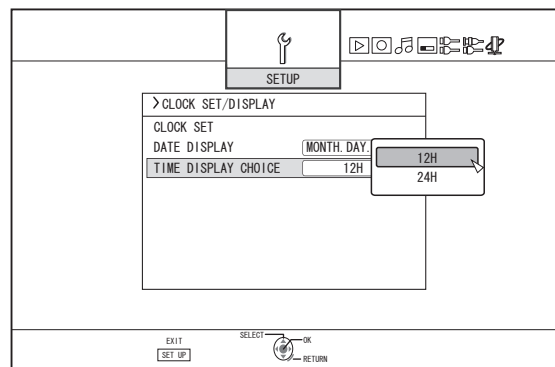 SETUP
>CLOCK SET/DISPLAY
CLOCK SET
DATE DISPLAY MONTH.DAY.
TIME DISPLAY CHOICE 12H
12H
24H
EXIT
SET UP
SELECT
OK
RETURN